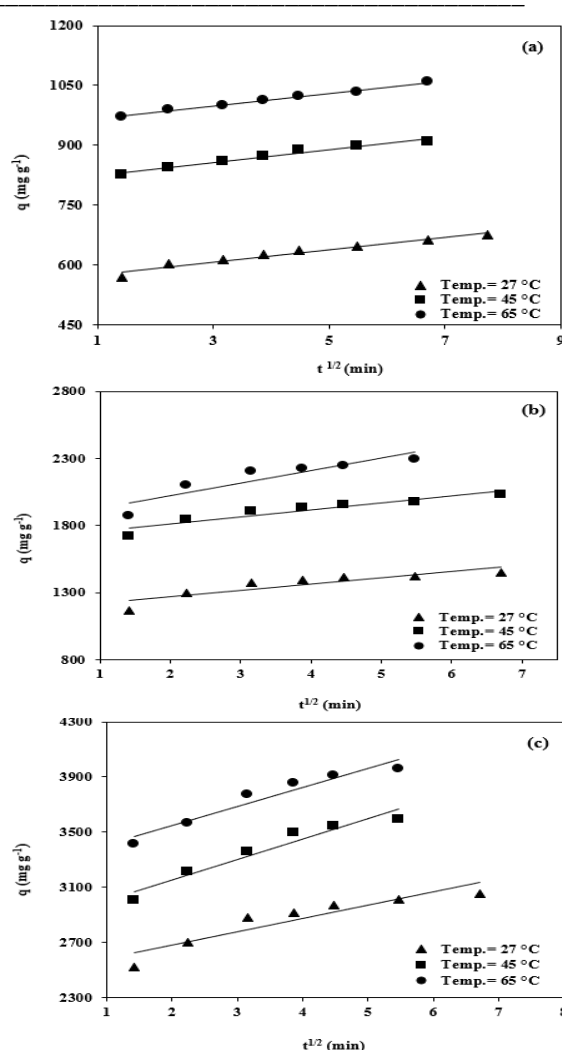 (a)
1200
1050
900
750
600
450
q (mg g-1)
Temp.= 27 °C
Temp.= 45 °C
Temp.= 65 °C
1 3 5 7 9
t 1/2 (min)
(b)
2800
2300
1800
1300
800
q (mg g-1)
Temp.= 27 °C
Temp.= 45 °C
Temp.= 65 °C
1 2 3 4 5 6 7
t1/2 (min)
(c)
4300
3900
3500
3100
2700
2300
q (mg g-1)
Temp.= 27 °C
Temp.= 45 °C
Temp.= 65 °C
1 2 3 4 5 6 7 8
t1/2 (min)